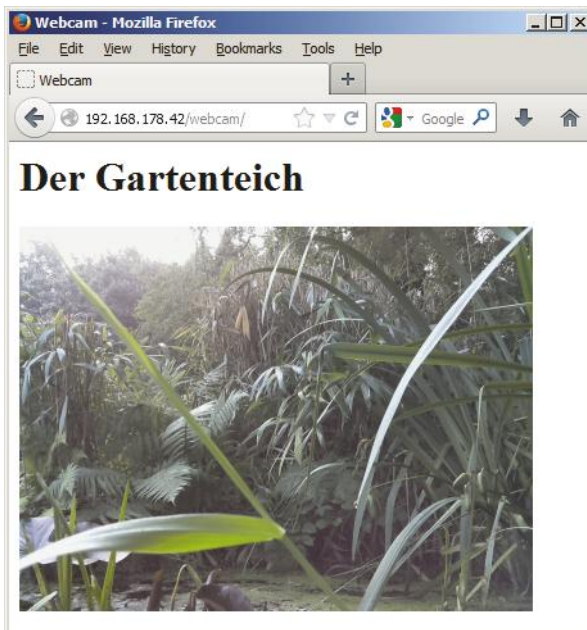 Webcam - Mozilla Firefox
File Edit View History Bookmarks Tools Help
Webcam
192.168.178.42/webcam/ Google
Der Gartenteich